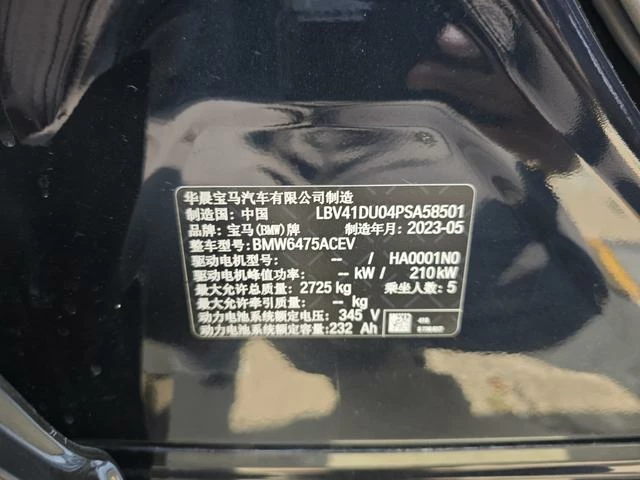 华晨宝马汽车有限公司制造
制造国：中国 LBV41DU04PSA58501
品牌：宝马(BMW)牌 制造年月：2023-05
整车型号：BMW6475ACEV
驱动电机型号： -- / HA0001N0
驱动电机峰值功率： -- kW / 210kW
最大允许总质量：2725 kg 乘坐人数：5
最大允许牵引质量： -- kg
动力电池系统额定电压：345 V
动力电池系统额定容量：232 Ah